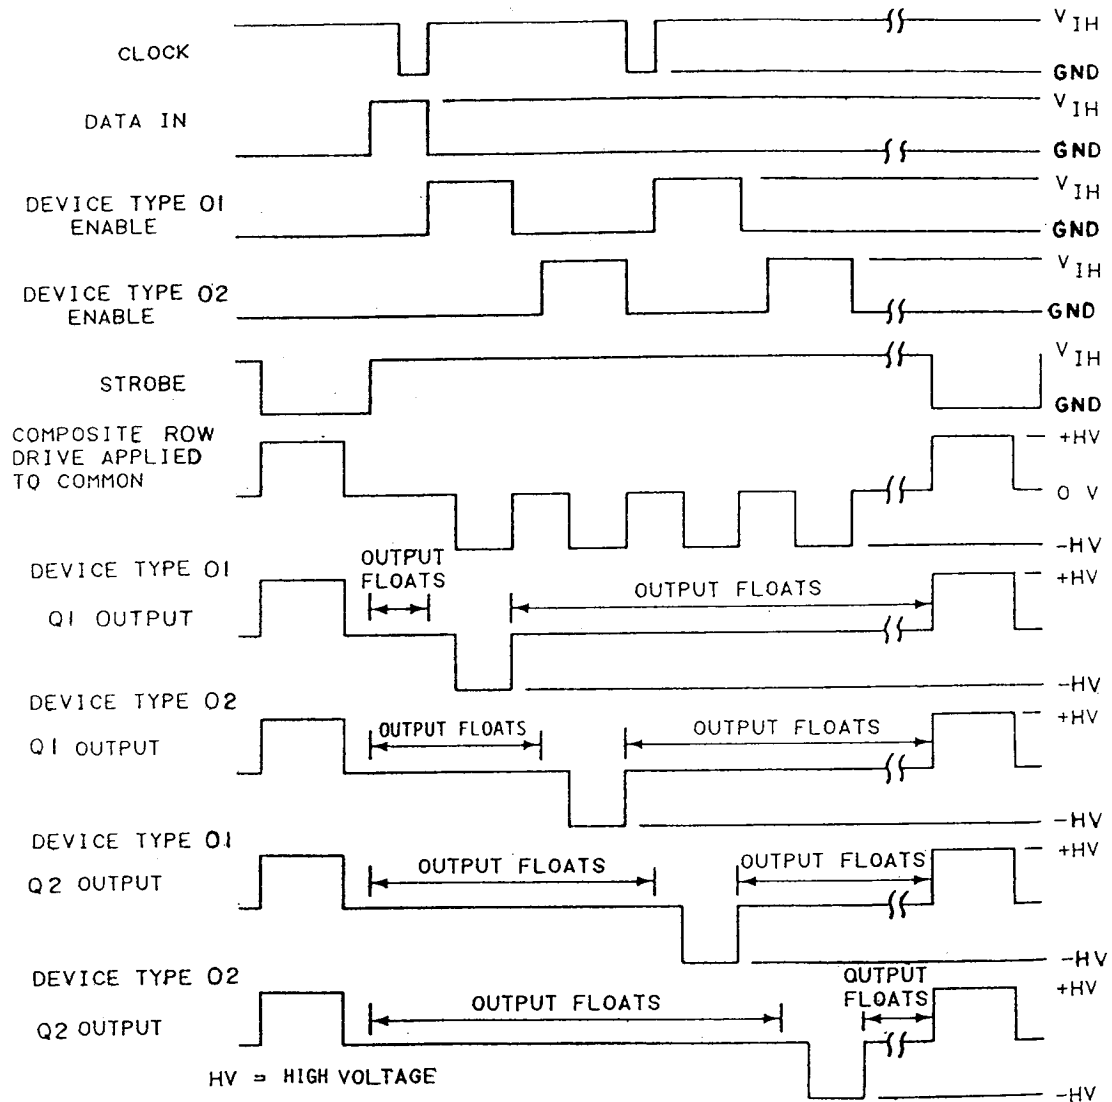 CLOCK
V IH
GND
DATA IN
V IH
GND
DEVICE TYPE 01
ENABLE
V IH
GND
DEVICE TYPE 02
ENABLE
V IH
GND
STROBE
V IH
GND
COMPOSITE ROW
DRIVE APPLIED
TO COMMON
+HV
0 V
-HV
DEVICE TYPE 01
Q1 OUTPUT
OUTPUT
FLOATS
OUTPUT FLOATS
+HV
-HV
DEVICE TYPE 02
Q1 OUTPUT
OUTPUT FLOATS
OUTPUT FLOATS
+HV
-HV
DEVICE TYPE 01
Q2 OUTPUT
OUTPUT FLOATS
OUTPUT FLOATS
+HV
-HV
DEVICE TYPE 02
Q2 OUTPUT
OUTPUT FLOATS
OUTPUT
FLOATS
+HV
-HV
HV = HIGH VOLTAGE